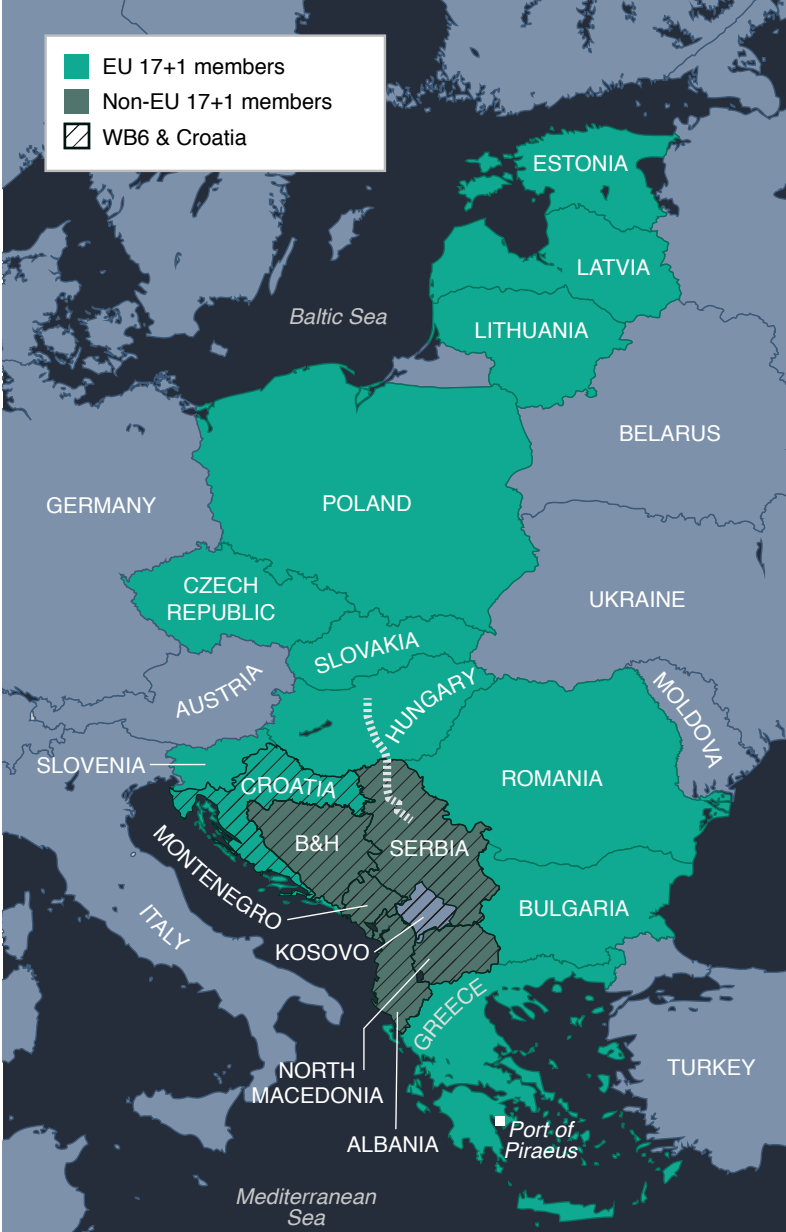 EU 17+1 members
Non-EU 17+1 members
WB6 & Croatia
ESTONIA
LATVIA
Baltic Sea
LITHUANIA
BELARUS
GERMANY
POLAND
CZECH
REPUBLIC
UKRAINE
SLOVAKIA
AUSTRIA
HUNGARY
MOLDOVA
SLOVENIA
CROATIA
ROMANIA
B&H
SERBIA
MONTENEGRO
ITALY
BULGARIA
KOSOVO
GREECE
NORTH
MACEDONIA
TURKEY
ALBANIA
Port of
Piraeus
Mediterranean
Sea